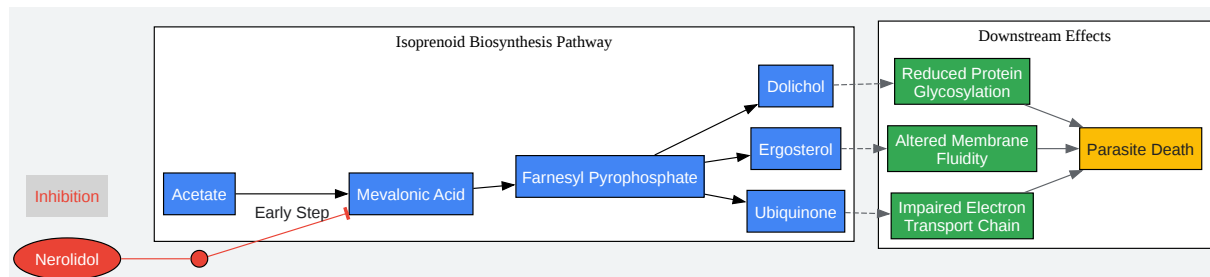 Isoprenoid Biosynthesis Pathway
Downstream Effects
Dolichol
Reduced Protein
Glycosylation
Ergosterol
Altered Membrane
Fluidity
Parasite Death
Acetate
Mevalonic Acid
Farnesyl Pyrophosphate
Ubiquinone
Impaired Electron
Transport Chain
Inhibition
Early Step
Nerolidol